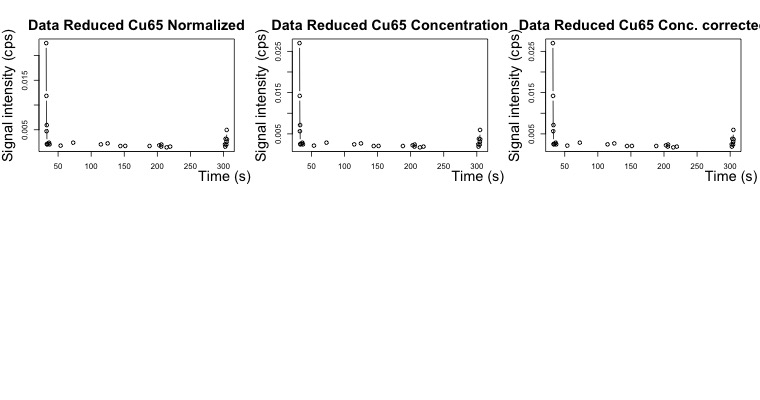 Data Reduced Cu65 Normalized
Signal intensity (cps)
0.005 0.015
50 100 150 200 250 300
Time (s)
Data Reduced Cu65 Concentration
Signal intensity (cps)
0.005 0.015 0.025
50 100 150 200 250 300
Time (s)
Data Reduced Cu65 Conc. corrected
Signal intensity (cps)
0.005 0.015 0.025
50 100 150 200 250 300
Time (s)